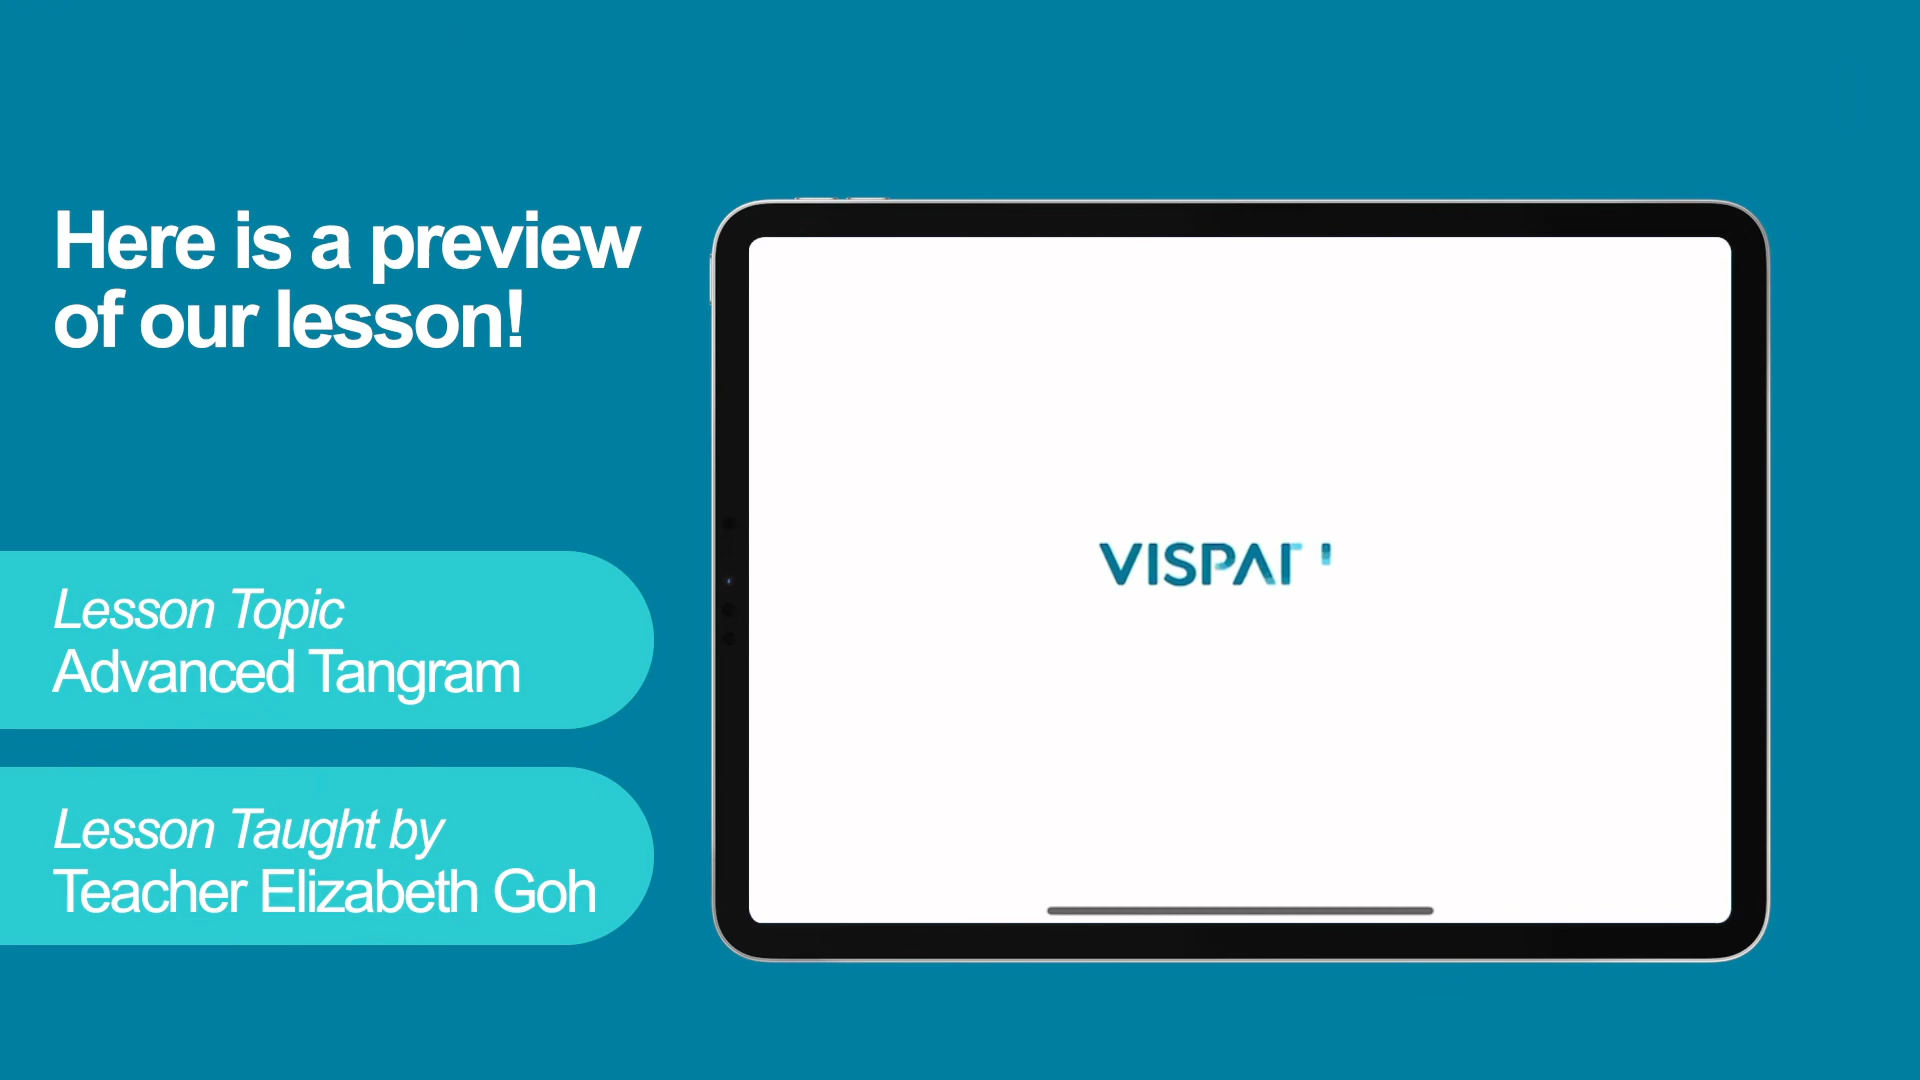 Here is a preview
of our lesson!
Lesson Topic
Advanced Tangram
Lesson Taught by
Teacher Elizabeth Goh